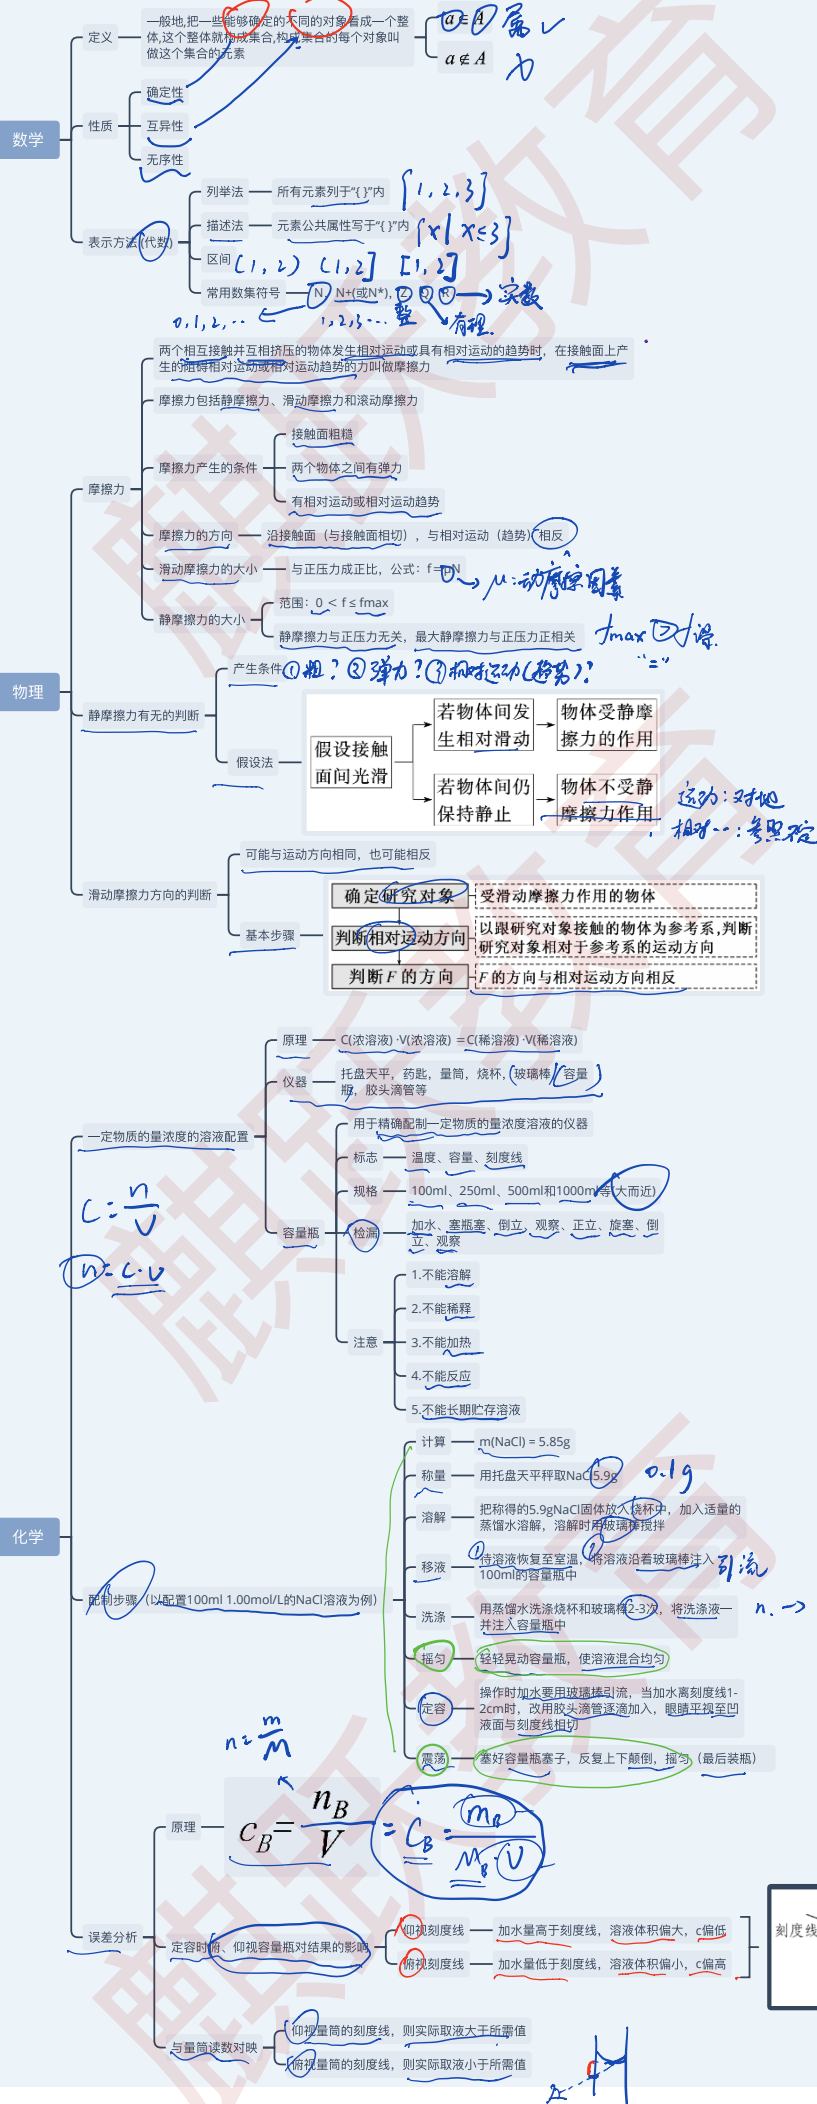 数学
定义
一般地,把一些能够确定的不同的对象看成一个整
体,这个整体就构成集合,构成集合的每个对象叫
做这个集合的元素
a∈A
属
a∉A
性质
确定性
互异性
无序性
表示方法(代数)
列举法
所有元素列于“{ }”内
{1,2,3}
描述法
元素公共属性写于“{ }”内
{x| x≤3}
区间
(1,2) (1,2] [1,2]
常用数集符号
N、N+(或N*), Z Q R
实数
0,1,2,··
1,2,3···
整
有理.
物理
摩擦力
两个相互接触并互相挤压的物体发生相对运动或具有相对运动的趋势时，在接触面上产
生的阻碍相对运动或相对运动趋势的力叫做摩擦力
摩擦力包括静摩擦力、滑动摩擦力和滚动摩擦力
摩擦力产生的条件
接触面粗糙
两个物体之间有弹力
有相对运动或相对运动趋势
摩擦力的方向
沿接触面（与接触面相切），与相对运动（趋势）相反
滑动摩擦力的大小
与正压力成正比，公式：f＝μN
μ:动摩擦因素
静摩擦力的大小
范围：0 ＜ f ≤ fmax
静摩擦力与正压力无关，最大静摩擦力与正压力正相关
fmax ≥ f滑.
"="
静摩擦力有无的判断
产生条件
①粗? ②弹力? ③相对运动(趋势)?
假设法
假设接触
面间光滑
若物体间发
生相对滑动
物体受静摩
擦力的作用
若物体间仍
保持静止
物体不受静
摩擦力作用
运动:对地
相对··:参照不定
滑动摩擦力方向的判断
可能与运动方向相同，也可能相反
基本步骤
确定研究对象
受滑动摩擦力作用的物体
判断相对运动方向
以跟研究对象接触的物体为参考系,判断
研究对象相对于参考系的运动方向
判断F的方向
F的方向与相对运动方向相反
化学
一定物质的量浓度的溶液配置
原理
C(浓溶液)·V(浓溶液) ＝C(稀溶液)·V(稀溶液)
仪器
托盘天平，药匙，量筒，烧杯，玻璃棒，容量
瓶，胶头滴管等
容量瓶
用于精确配制一定物质的量浓度溶液的仪器
标志
温度、容量、刻度线
规格
100ml、250ml、500ml和1000ml等(大而近)
检漏
加水、塞瓶塞、倒立、观察、正立、旋塞、倒
立、观察
C=n/V
n=C·V
注意
1.不能溶解
2.不能稀释
3.不能加热
4.不能反应
5.不能长期贮存溶液
配制步骤（以配置100ml 1.00mol/L的NaCl溶液为例）
计算
m(NaCl) = 5.85g
称量
用托盘天平秤取NaCl5.9g
0.1g
溶解
把称得的5.9gNaCl固体放入烧杯中，加入适量的
蒸馏水溶解，溶解时用玻璃棒搅拌
移液
① ②
待溶液恢复至室温，将溶液沿着玻璃棒注入
100ml的容量瓶中
引流
洗涤
用蒸馏水洗涤烧杯和玻璃棒2-3次，将洗涤液一
并注入容量瓶中
n.→
摇匀
轻轻晃动容量瓶，使溶液混合均匀
定容
操作时加水要用玻璃棒引流，当加水离刻度线1-
2cm时，改用胶头滴管逐滴加入，眼睛平视至凹
液面与刻度线相切
震荡
塞好容量瓶塞子，反复上下颠倒，摇匀（最后装瓶）
误差分析
n=m/M
原理
cB=nB/V
=CB=mB/MB·V
定容时俯、仰视容量瓶对结果的影响
仰视刻度线
加水量高于刻度线，溶液体积偏大，c偏低
俯视刻度线
加水量低于刻度线，溶液体积偏小，c偏高
刻度线
与量筒读数对映
仰视量筒的刻度线，则实际取液大于所需值
俯视量筒的刻度线，则实际取液小于所需值
麒跃教育
麒跃教育
麒跃教育